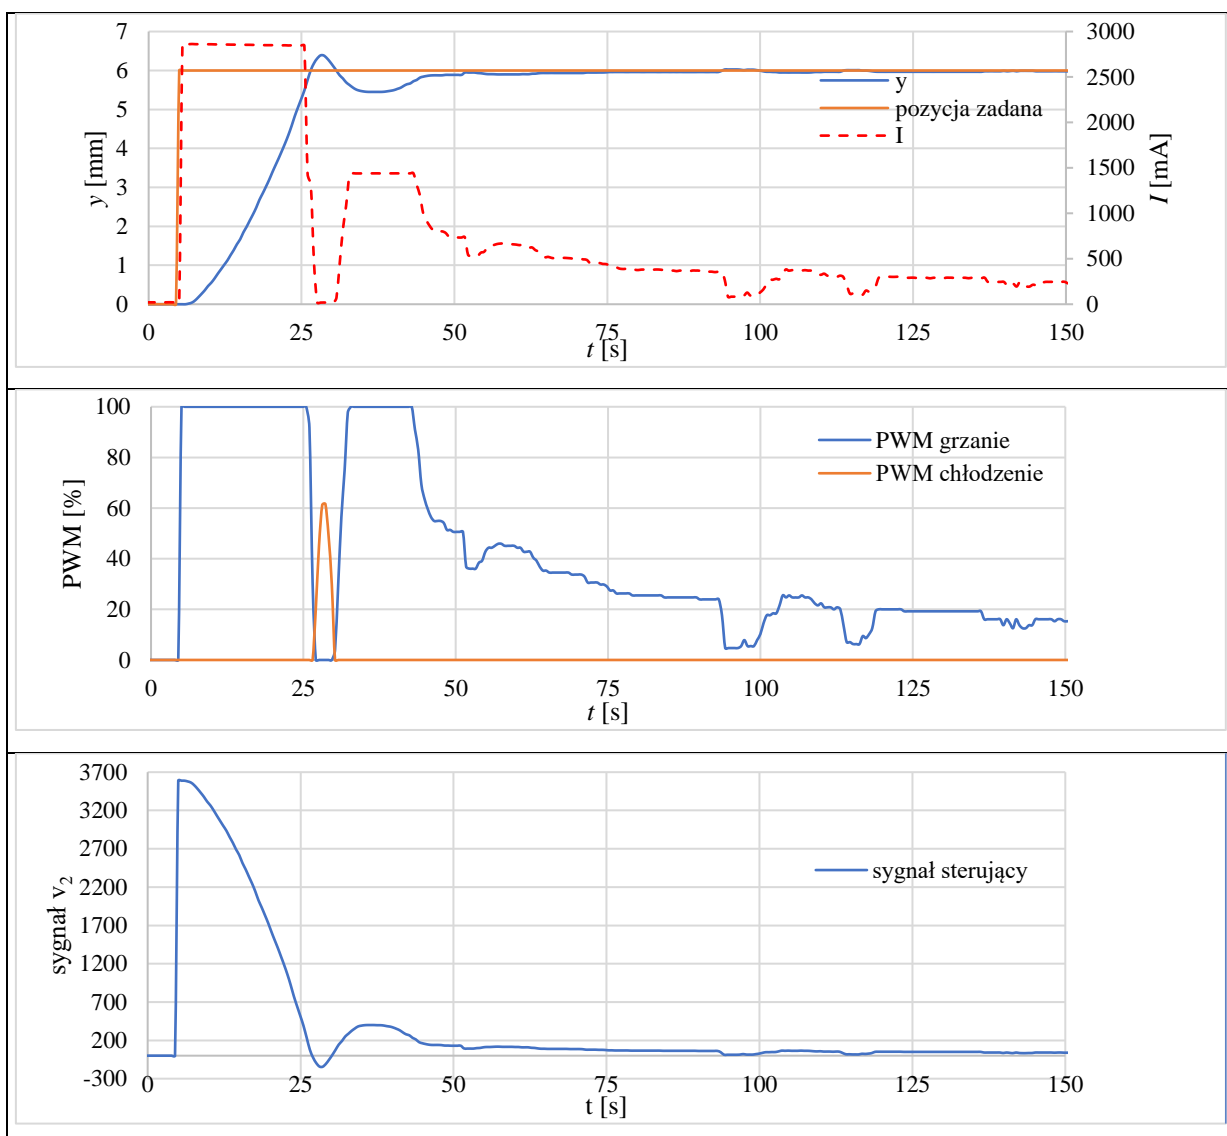 7
6
5
4
3
2
1
0
y [mm]
3000
2500
2000
1500
1000
500
0
I [mA]
y
pozycja zadana
I
0 25 50 75 100 125 150
t [s]
100
80
60
40
20
0
PWM [%]
PWM grzanie
PWM chłodzenie
0 25 50 75 100 125 150
t [s]
3700
3200
2700
2200
1700
1200
700
200
-300
sygnał v₂
sygnał sterujący
0 25 50 75 100 125 150
t [s]